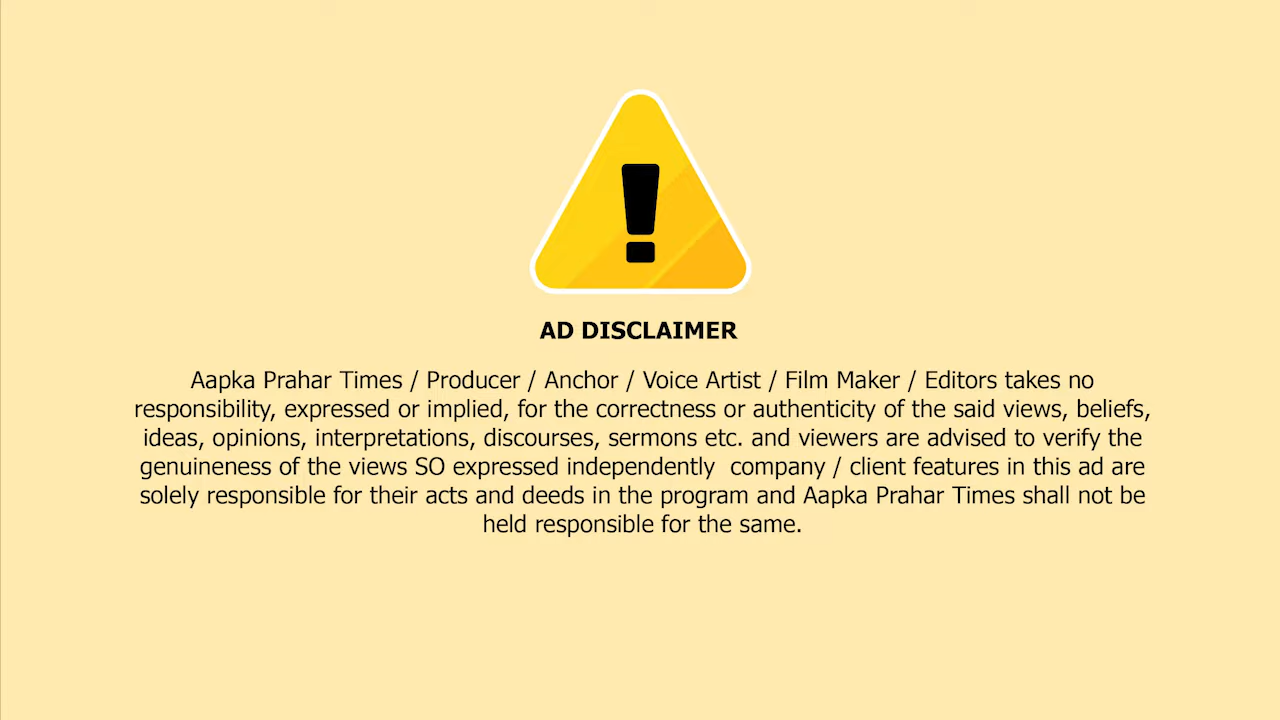 AD DISCLAIMER
Aapka Prahar Times / Producer / Anchor / Voice Artist / Film Maker / Editors takes no
responsibility, expressed or implied, for the correctness or authenticity of the said views, beliefs,
ideas, opinions, interpretations, discourses, sermons etc. and viewers are advised to verify the
genuineness of the views SO expressed independently  company / client features in this ad are
solely responsible for their acts and deeds in the program and Aapka Prahar Times shall not be
held responsible for the same.